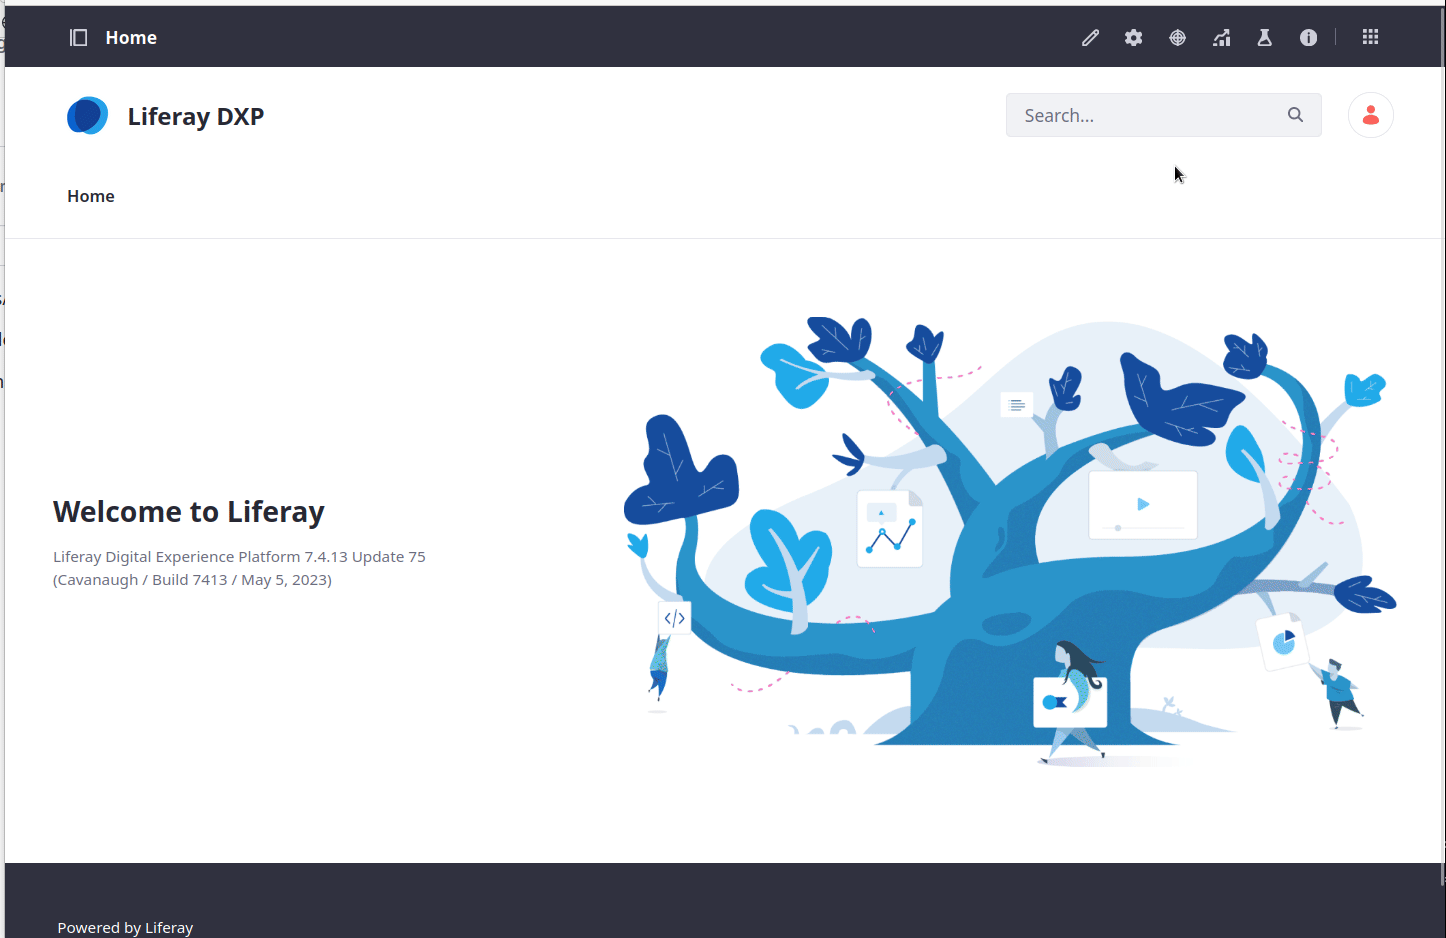 Home
Liferay DXP
Search...
Home
Welcome to Liferay
Liferay Digital Experience Platform 7.4.13 Update 75
(Cavanaugh / Build 7413 / May 5, 2023)
</>
Powered by Liferay